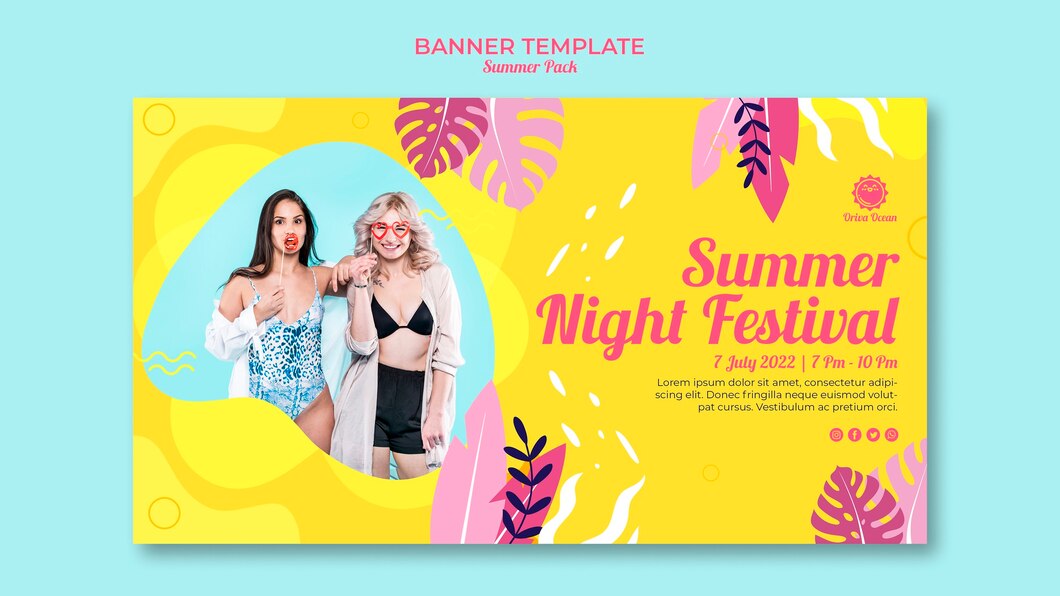 BANNER TEMPLATE
Summer Pack
Oriva Ocean
Summer
Night Festival
7 July 2022 | 7 Pm - 10 Pm
Lorem ipsum dolor sit amet, consectetur adipi-
scing elit. Donec fringilla neque euismod volut-
pat cursus. Vestibulum ac pretium orci.